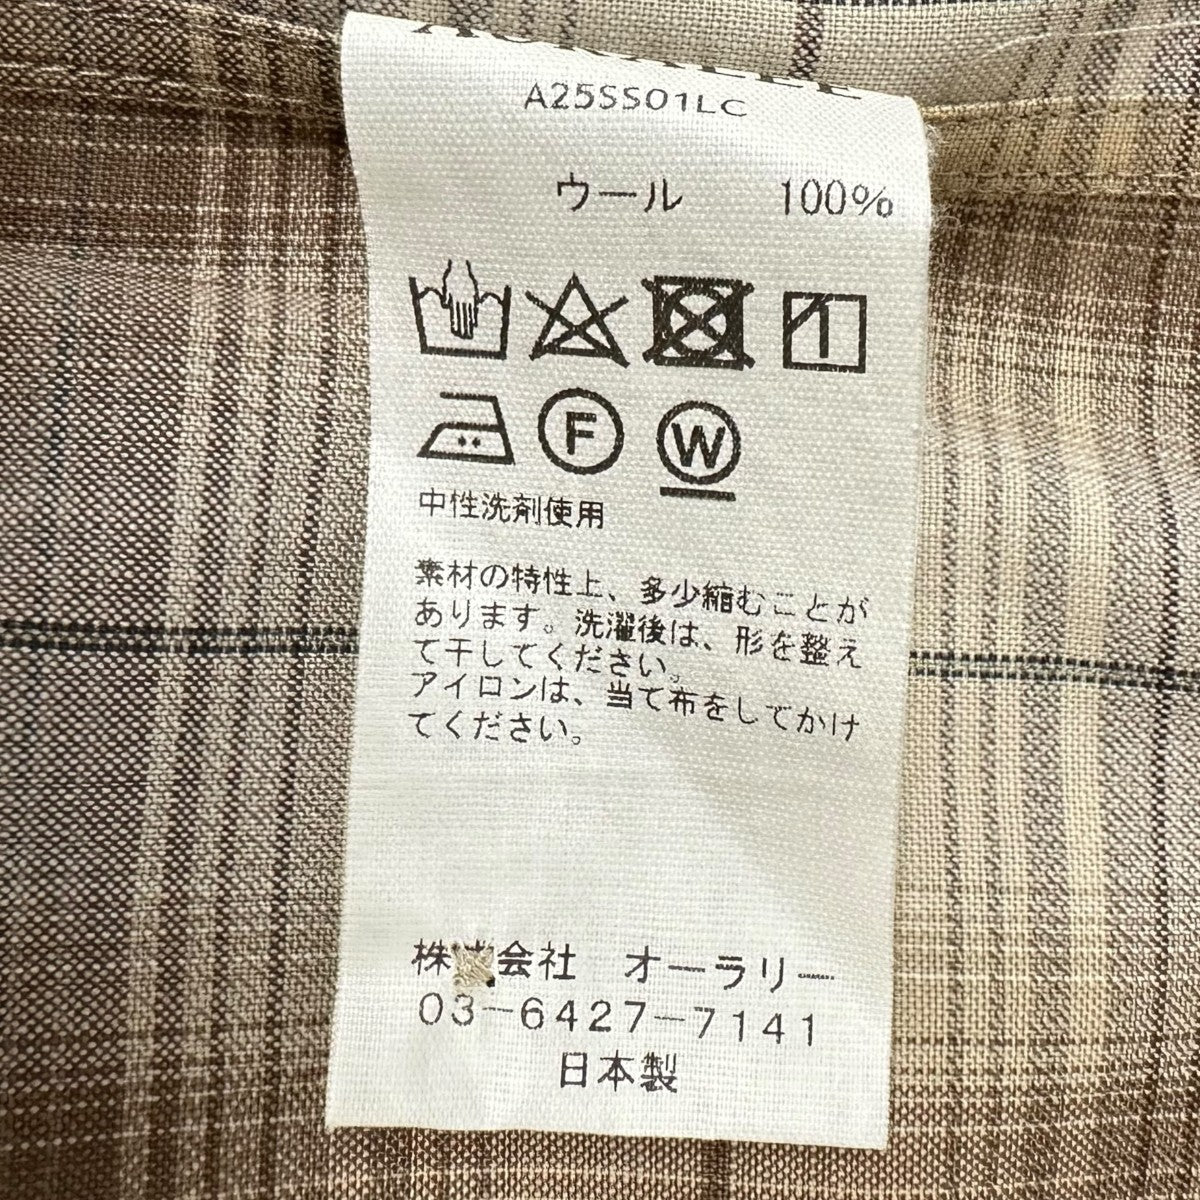 A25SS01LC
ウール 100%
F W
中性洗剤使用
素材の特性上、多少縮むことが
あります。洗濯後は、形を整え
て干してください。
アイロンは、当て布をしてかけ
てください。
株 会社 オーラリー
03-6427-7141
日本製